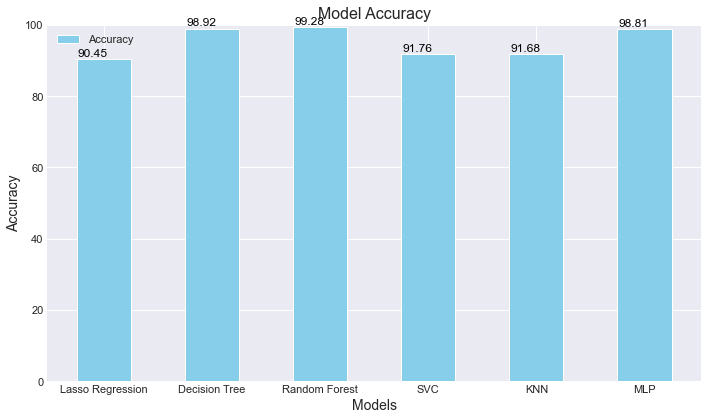 Model Accuracy
Accuracy
90.45
98.92
99.28
91.76
91.68
98.81
100
80
60
40
20
0
Accuracy
Lasso Regression
Decision Tree
Random Forest
SVC
KNN
MLP
Models